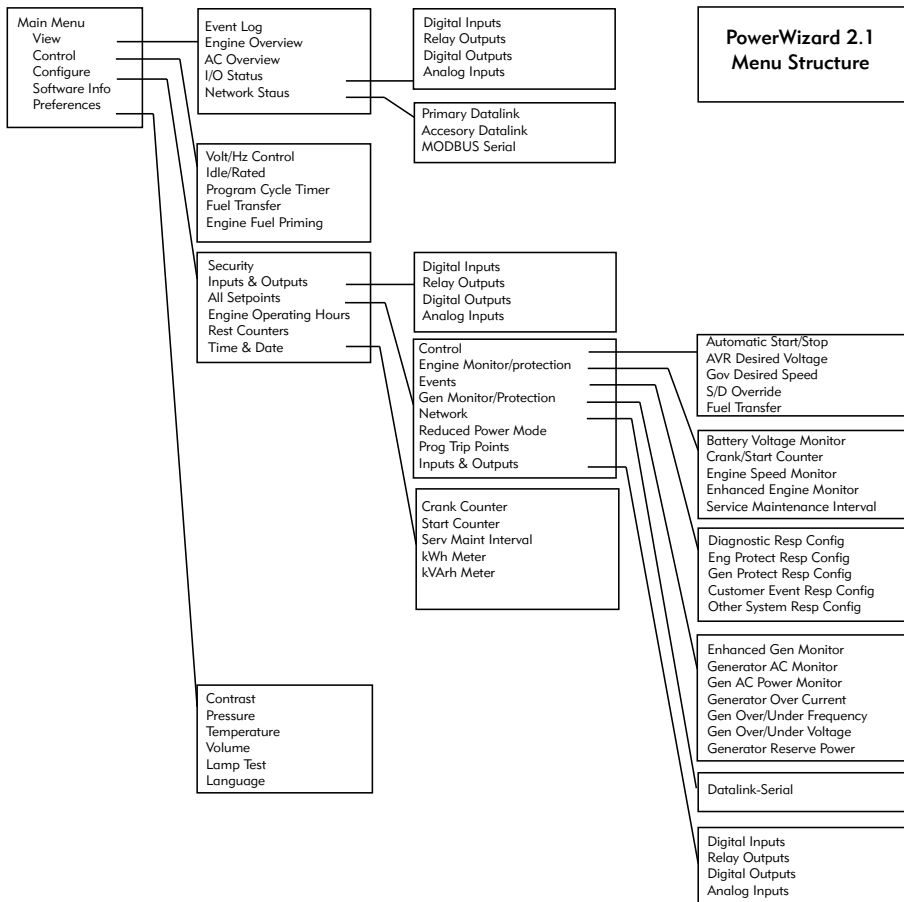 Main Menu
View
Control
Configure
Software Info
Preferences
Event Log
Engine Overview
AC Overview
I/O Status
Network Staus
Digital Inputs
Relay Outputs
Digital Outputs
Analog Inputs
PowerWizard 2.1
Menu Structure
Primary Datalink
Accesory Datalink
MODBUS Serial
Volt/Hz Control
Idle/Rated
Program Cycle Timer
Fuel Transfer
Engine Fuel Priming
Security
Inputs & Outputs
All Setpoints
Engine Operating Hours
Rest Counters
Time & Date
Digital Inputs
Relay Outputs
Digital Outputs
Analog Inputs
Control
Engine Monitor/protection
Events
Gen Monitor/Protection
Network
Reduced Power Mode
Prog Trip Points
Inputs & Outputs
Automatic Start/Stop
AVR Desired Voltage
Gov Desired Speed
S/D Override
Fuel Transfer
Battery Voltage Monitor
Crank/Start Counter
Engine Speed Monitor
Enhanced Engine Monitor
Service Maintenance Interval
Crank Counter
Start Counter
Serv Maint Interval
kWh Meter
kVArh Meter
Diagnostic Resp Config
Eng Protect Resp Config
Gen Protect Resp Config
Customer Event Resp Config
Other System Resp Config
Enhanced Gen Monitor
Generator AC Monitor
Gen AC Power Monitor
Generator Over Current
Gen Over/Under Frequency
Gen Over/Under Voltage
Generator Reserve Power
Contrast
Pressure
Temperature
Volume
Lamp Test
Language
Datalink-Serial
Digital Inputs
Relay Outputs
Digital Outputs
Analog Inputs